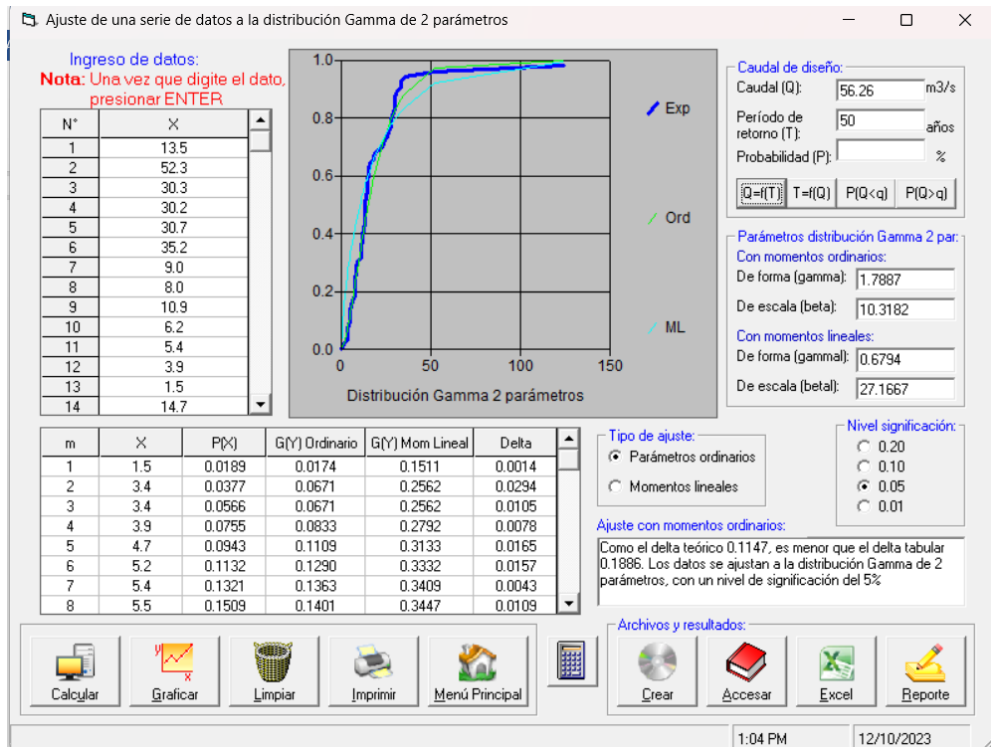 Ajuste de una serie de datos a la distribución Gamma de 2 parámetros
Ingreso de datos:
Nota: Una vez que digite el dato,
presionar ENTER
N° X
1 13.5
2 52.3
3 30.3
4 30.2
5 30.7
6 35.2
7 9.0
8 8.0
9 10.9
10 6.2
11 5.4
12 3.9
13 1.5
14 14.7
1.0
0.8
0.6
0.4
0.2
0.0
0 50 100 150
Distribución Gamma 2 parámetros
Exp
Ord
ML
Caudal de diseño:
Caudal (Q): 56.26 m3/s
Período de
retorno (T): 50 años
Probabilidad (P): %
Q=f(T) T=f(Q) P(Q<q) P(Q>q)
Parámetros distribución Gamma 2 par:
Con momentos ordinarios:
De forma (gamma): 1.7887
De escala (beta): 10.3182
Con momentos lineales:
De forma (gammal): 0.6794
De escala (betal): 27.1667
m X P(X) G(Y) Ordinario G(Y) Mom Lineal Delta
1 1.5 0.0189 0.0174 0.1511 0.0014
2 3.4 0.0377 0.0671 0.2562 0.0294
3 3.4 0.0566 0.0671 0.2562 0.0105
4 3.9 0.0755 0.0833 0.2792 0.0078
5 4.7 0.0943 0.1109 0.3133 0.0165
6 5.2 0.1132 0.1290 0.3332 0.0157
7 5.4 0.1321 0.1363 0.3409 0.0043
8 5.5 0.1509 0.1401 0.3447 0.0109
Tipo de ajuste:
Parámetros ordinarios
Momentos lineales
Nivel significación:
0.20
0.10
0.05
0.01
Ajuste con momentos ordinarios:
Como el delta teórico 0.1147, es menor que el delta tabular
0.1886. Los datos se ajustan a la distribución Gamma de 2
parámetros, con un nivel de significación del 5%
Calcular Graficar Limpiar Imprimir Menú Principal
Archivos y resultados:
Crear Accesar Excel Reporte
1:04 PM 12/10/2023